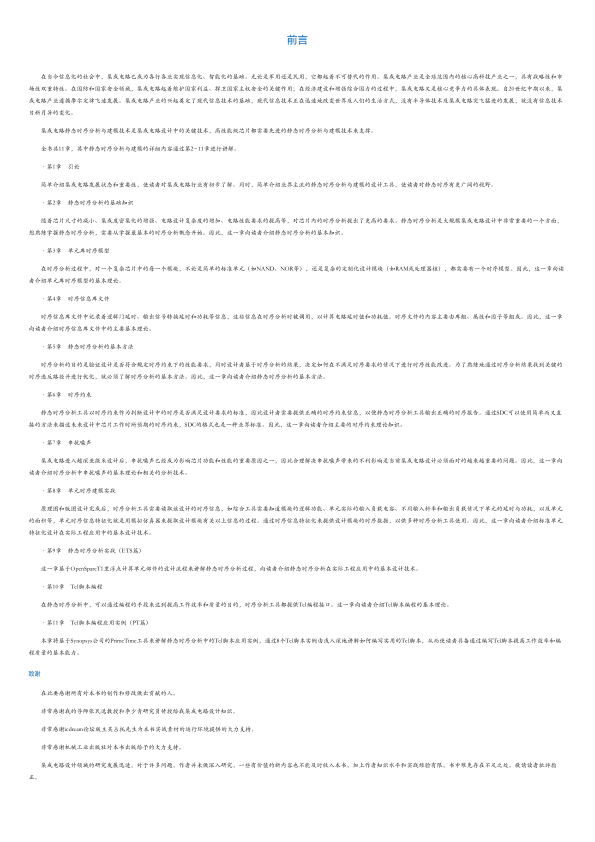 前言
在当今信息化的社会中，集成电路已成为各行各业实现信息化、智能化的基础。无论是军用还是民用，它都起着不可替代的作用。集成电路产业是全球范围内的核心高科技产业之一，具有战略性和市
场性双重特性。在国防和国家安全领域，集成电路起着维护国家利益、捍卫国家主权安全的关键作用，在经济建设和增强综合国力的过程中，集成电路又是核心竞争力的具体表现。自20世纪中期以来，集
成电路产业遵循摩尔定律飞速发展。集成电路产业的兴起奠定了现代信息技术的基础，现代信息技术正在迅速地改变世界及人们的生活方式，没有半导体技术及集成电路突飞猛进的发展，就没有信息技术
日新月异的变化。
集成电路静态时序分析与建模技术是集成电路设计中的关键技术，高性能级芯片都需要先进的静态时序分析与建模技术来支撑。
全书共11章，其中静态时序分析与建模的详细内容通过第2~11章进行讲解。
·第1章　引论
简单介绍集成电路发展状态和重要性，使读者对集成电路行业有初步了解。同时，简单介绍业界主流的静态时序分析与建模的设计工具，使读者对静态时序有更广阔的视野。
·第2章　静态时序分析的基础知识
随着芯片尺寸的减小、集成度密集化的增强、电路设计复杂度的增加、电路性能要求的提高等，对芯片内的时序分析提出了更高的要求。静态时序分析是大规模集成电路设计中非常重要的一个方面，
想熟练掌握静态时序分析，需要从掌握最基本的时序分析概念开始。因此，这一章向读者介绍静态时序分析的基本知识。
·第3章　单元库时序模型
在时序分析过程中，对一个复杂芯片中的每一个模块，不论是简单的标准单元（如NAND、NOR等），还是复杂的定制化设计模块（如RAM或处理器核），都需要有一个时序模型。因此，这一章向读
者介绍单元库时序模型的基本理论。
·第4章　时序信息库文件
时序信息库文件中记录着逻辑门延时、输出信号转换延时和功耗等信息，这些信息在时序分析时被调用，以计算电路延时值和功耗值。时序文件的内容主要由库组、属性和因子等组成。因此，这一章
向读者介绍时序信息库文件中的主要基本理论。
·第5章　静态时序分析的基本方法
时序分析的目的是验证设计是否符合规定时序约束下的性能要求，同时设计者基于时序分析的结果，决定如何在不满足时序要求的情况下进行时序性能改进。为了熟练地通过时序分析结果找到关键的
时序违反路径并进行优化，就必须了解时序分析的基本方法。因此，这一章向读者介绍静态时序分析的基本方法。
·第6章　时序约束
静态时序分析工具以时序约束作为判断设计中的时序是否满足设计要求的标准，因此设计者需要提供正确的时序约束信息，以便静态时序分析工具输出正确的时序报告。通过SDC可以使用简单而又直
接的方法来描述未来设计中芯片工作时所预期的时序约束，SDC的格式也是一种业界标准。因此，这一章向读者介绍主要的时序约束理论知识。
·第7章　串扰噪声
集成电路进入超深亚微米设计后，串扰噪声已经成为影响芯片功能和性能的重要原因之一，因此合理解决串扰噪声带来的不利影响是当前集成电路设计必须面对的越来越重要的问题。因此，这一章向
读者介绍时序分析中串扰噪声的基本理论和相关的分析技术。
·第8章　单元时序建模实战
原理图和版图设计完成后，时序分析工具需要读取该设计的时序信息，如综合工具需要知道模块的逻辑功能、单元实际的输入负载电容、不同输入斜率和输出负载情况下单元的延时与功耗，以及单元
的面积等。单元时序信息特征化就是用模拟仿真器来提取设计模块有关以上信息的过程。通过时序信息特征化来提供设计模块的时序数据，以供多种时序分析工具使用。因此，这一章向读者介绍标准单元
特征化设计在实际工程应用中的基本设计技术。
·第9章　静态时序分析实战（ETS篇）
这一章基于OpenSparcT1里浮点计算单元部件的设计流程来讲解静态时序分析过程，向读者介绍静态时序分析在实际工程应用中的基本设计技术。
·第10章　Tcl脚本编程
在静态时序分析中，可以通过编程的手段来达到提高工作效率和质量的目的，时序分析工具都提供Tcl编程接口。这一章向读者介绍Tcl脚本编程的基本理论。
·第11章　Tcl脚本编程应用实例（PT篇）
本章将基于Synopsys公司的PrimeTime工具来讲解静态时序分析中的Tcl脚本应用实例，通过8个Tcl脚本实例由浅入深地讲解如何编写实用的Tcl脚本，从而使读者具备通过编写Tcl脚本提高工作效率和编
程质量的基本能力。
致谢
在此要感谢所有对本书的创作和修改做出贡献的人。
非常感谢我的导师张民选教授和李少青研究员传授给我集成电路设计知识。
非常感谢icdream论坛版主英占托先生为本书实战素材的运行环境提供的大力支持。
非常感谢机械工业出版社对本书出版给予的大力支持。
集成电路设计领域的研究发展迅速，对于许多问题，作者并未做深入研究，一些有价值的新内容也不能及时收入本书。加上作者知识水平和实践经验有限，书中难免存在不足之处，敬请读者批评指
正。